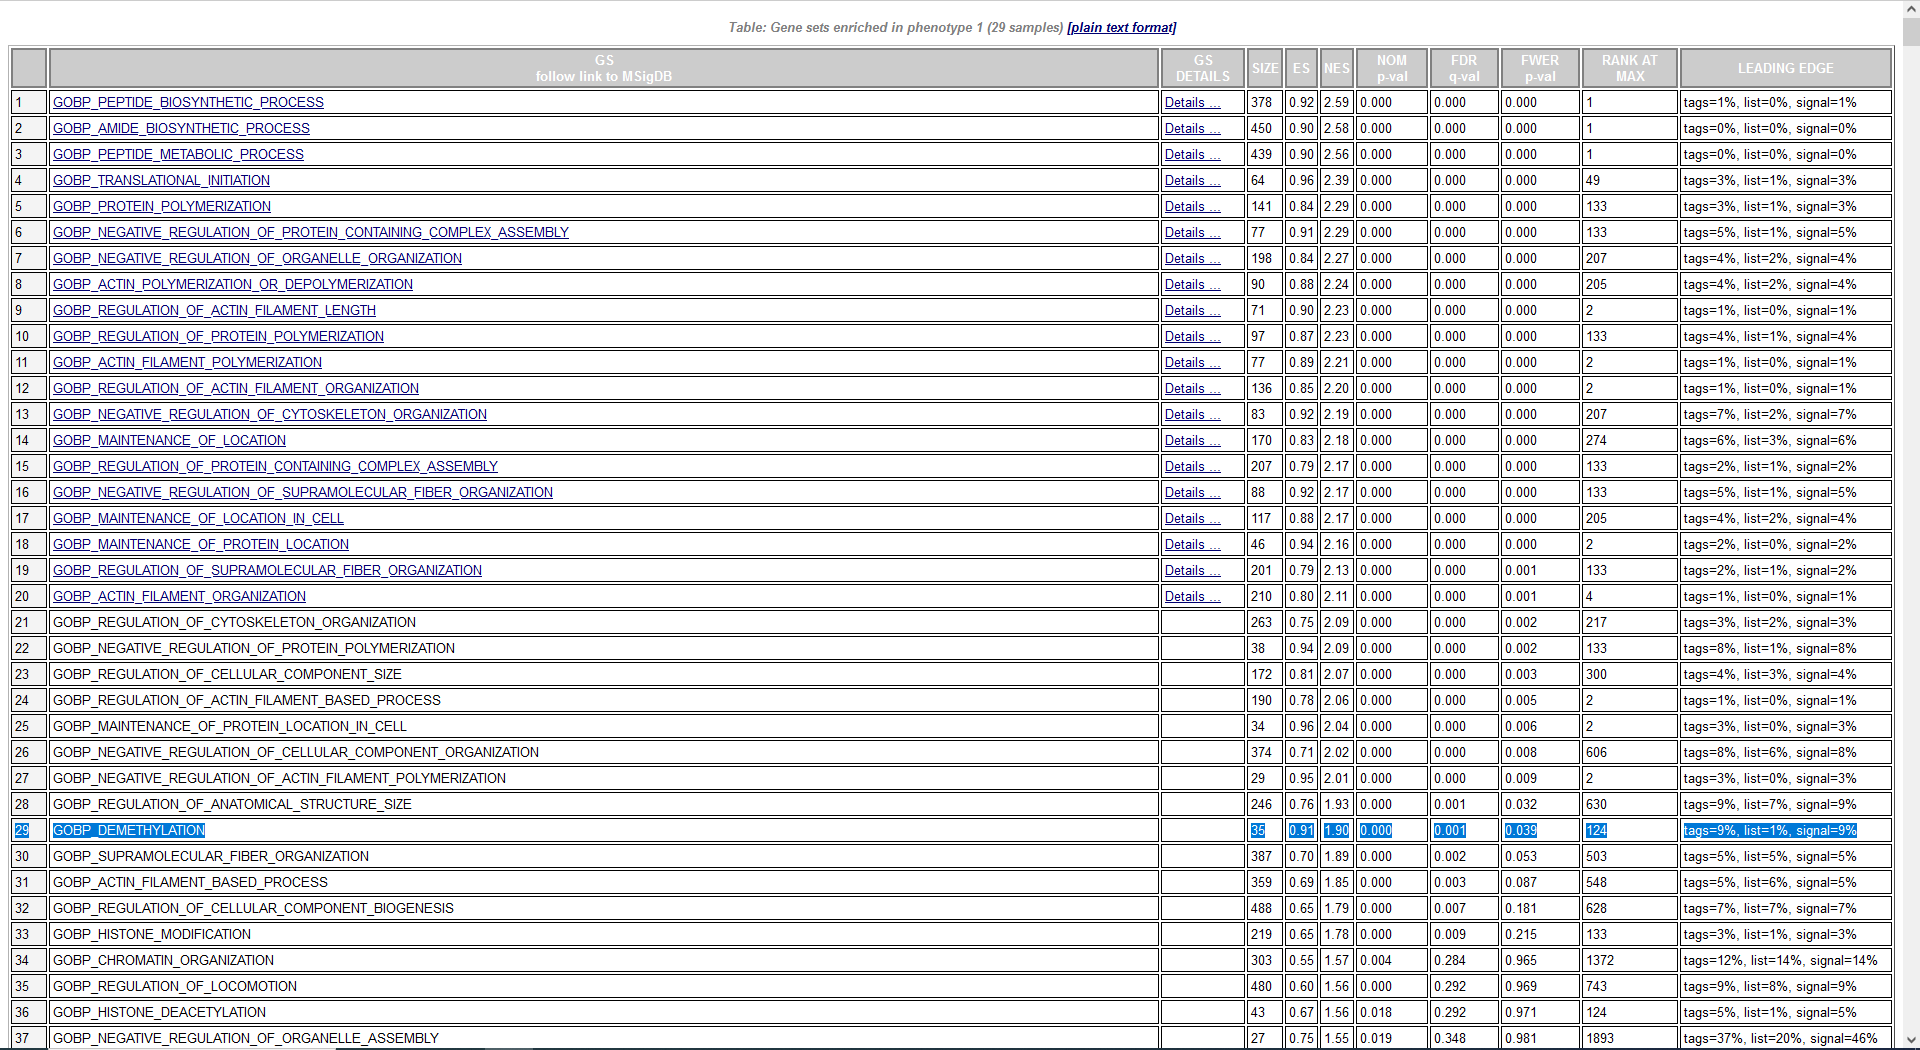 Table: Gene sets enriched in phenotype 1 (29 samples) [plain text format]
GS follow link to MSigDB GS DETAILS SIZE ES NES NOM p-val FDR q-val FWER p-val RANK AT MAX LEADING EDGE
1 GOBP_PEPTIDE_BIOSYNTHETIC_PROCESS Details ... 378 0.92 2.59 0.000 0.000 0.000 1 tags=1%, list=0%, signal=1%
2 GOBP_AMIDE_BIOSYNTHETIC_PROCESS Details ... 450 0.90 2.58 0.000 0.000 0.000 1 tags=0%, list=0%, signal=0%
3 GOBP_PEPTIDE_METABOLIC_PROCESS Details ... 439 0.90 2.56 0.000 0.000 0.000 1 tags=0%, list=0%, signal=0%
4 GOBP_TRANSLATIONAL_INITIATION Details ... 64 0.96 2.39 0.000 0.000 0.000 49 tags=3%, list=1%, signal=3%
5 GOBP_PROTEIN_POLYMERIZATION Details ... 141 0.84 2.29 0.000 0.000 0.000 133 tags=3%, list=1%, signal=3%
6 GOBP_NEGATIVE_REGULATION_OF_PROTEIN_CONTAINING_COMPLEX_ASSEMBLY Details ... 77 0.91 2.29 0.000 0.000 0.000 133 tags=5%, list=1%, signal=5%
7 GOBP_NEGATIVE_REGULATION_OF_ORGANELLE_ORGANIZATION Details ... 198 0.84 2.27 0.000 0.000 0.000 207 tags=4%, list=2%, signal=4%
8 GOBP_ACTIN_POLYMERIZATION_OR_DEPOLYMERIZATION Details ... 90 0.88 2.24 0.000 0.000 0.000 205 tags=4%, list=2%, signal=4%
9 GOBP_REGULATION_OF_ACTIN_FILAMENT_LENGTH Details ... 71 0.90 2.23 0.000 0.000 0.000 2 tags=1%, list=0%, signal=1%
10 GOBP_REGULATION_OF_PROTEIN_POLYMERIZATION Details ... 97 0.87 2.23 0.000 0.000 0.000 133 tags=4%, list=1%, signal=4%
11 GOBP_ACTIN_FILAMENT_POLYMERIZATION Details ... 77 0.89 2.21 0.000 0.000 0.000 2 tags=1%, list=0%, signal=1%
12 GOBP_REGULATION_OF_ACTIN_FILAMENT_ORGANIZATION Details ... 136 0.85 2.20 0.000 0.000 0.000 2 tags=1%, list=0%, signal=1%
13 GOBP_NEGATIVE_REGULATION_OF_CYTOSKELETON_ORGANIZATION Details ... 83 0.92 2.19 0.000 0.000 0.000 207 tags=7%, list=2%, signal=7%
14 GOBP_MAINTENANCE_OF_LOCATION Details ... 170 0.83 2.18 0.000 0.000 0.000 274 tags=6%, list=3%, signal=6%
15 GOBP_REGULATION_OF_PROTEIN_CONTAINING_COMPLEX_ASSEMBLY Details ... 207 0.79 2.17 0.000 0.000 0.000 133 tags=2%, list=1%, signal=2%
16 GOBP_NEGATIVE_REGULATION_OF_SUPRAMOLECULAR_FIBER_ORGANIZATION Details ... 88 0.92 2.17 0.000 0.000 0.000 133 tags=5%, list=1%, signal=5%
17 GOBP_MAINTENANCE_OF_LOCATION_IN_CELL Details ... 117 0.88 2.17 0.000 0.000 0.000 205 tags=4%, list=2%, signal=4%
18 GOBP_MAINTENANCE_OF_PROTEIN_LOCATION Details ... 46 0.94 2.16 0.000 0.000 0.000 2 tags=2%, list=0%, signal=2%
19 GOBP_REGULATION_OF_SUPRAMOLECULAR_FIBER_ORGANIZATION Details ... 201 0.79 2.13 0.000 0.000 0.001 133 tags=2%, list=1%, signal=2%
20 GOBP_ACTIN_FILAMENT_ORGANIZATION Details ... 210 0.80 2.11 0.000 0.000 0.001 4 tags=1%, list=0%, signal=1%
21 GOBP_REGULATION_OF_CYTOSKELETON_ORGANIZATION 263 0.75 2.09 0.000 0.000 0.002 217 tags=3%, list=2%, signal=3%
22 GOBP_NEGATIVE_REGULATION_OF_PROTEIN_POLYMERIZATION 38 0.94 2.09 0.000 0.000 0.002 133 tags=8%, list=1%, signal=8%
23 GOBP_REGULATION_OF_CELLULAR_COMPONENT_SIZE 172 0.81 2.07 0.000 0.000 0.003 300 tags=4%, list=3%, signal=4%
24 GOBP_REGULATION_OF_ACTIN_FILAMENT_BASED_PROCESS 190 0.78 2.06 0.000 0.000 0.005 2 tags=1%, list=0%, signal=1%
25 GOBP_MAINTENANCE_OF_PROTEIN_LOCATION_IN_CELL 34 0.96 2.04 0.000 0.000 0.006 2 tags=3%, list=0%, signal=3%
26 GOBP_NEGATIVE_REGULATION_OF_CELLULAR_COMPONENT_ORGANIZATION 374 0.71 2.02 0.000 0.000 0.008 606 tags=8%, list=6%, signal=8%
27 GOBP_NEGATIVE_REGULATION_OF_ACTIN_FILAMENT_POLYMERIZATION 29 0.95 2.01 0.000 0.000 0.009 2 tags=3%, list=0%, signal=3%
28 GOBP_REGULATION_OF_ANATOMICAL_STRUCTURE_SIZE 246 0.76 1.93 0.000 0.001 0.032 630 tags=9%, list=7%, signal=9%
29 GOBP_DEMETHYLATION 35 0.91 1.90 0.000 0.001 0.039 124 tags=9%, list=1%, signal=9%
30 GOBP_SUPRAMOLECULAR_FIBER_ORGANIZATION 387 0.70 1.89 0.000 0.002 0.053 503 tags=5%, list=5%, signal=5%
31 GOBP_ACTIN_FILAMENT_BASED_PROCESS 359 0.69 1.85 0.000 0.003 0.087 548 tags=5%, list=6%, signal=5%
32 GOBP_REGULATION_OF_CELLULAR_COMPONENT_BIOGENESIS 488 0.65 1.79 0.000 0.007 0.181 628 tags=7%, list=7%, signal=7%
33 GOBP_HISTONE_MODIFICATION 219 0.65 1.78 0.000 0.009 0.215 133 tags=3%, list=1%, signal=3%
34 GOBP_CHROMATIN_ORGANIZATION 303 0.55 1.57 0.004 0.284 0.965 1372 tags=12%, list=14%, signal=14%
35 GOBP_REGULATION_OF_LOCOMOTION 480 0.60 1.56 0.000 0.292 0.969 743 tags=9%, list=8%, signal=9%
36 GOBP_HISTONE_DEACETYLATION 43 0.67 1.56 0.018 0.292 0.971 124 tags=5%, list=1%, signal=5%
37 GOBP_NEGATIVE_REGULATION_OF_ORGANELLE_ASSEMBLY 27 0.75 1.55 0.019 0.348 0.981 1893 tags=37%, list=20%, signal=46%